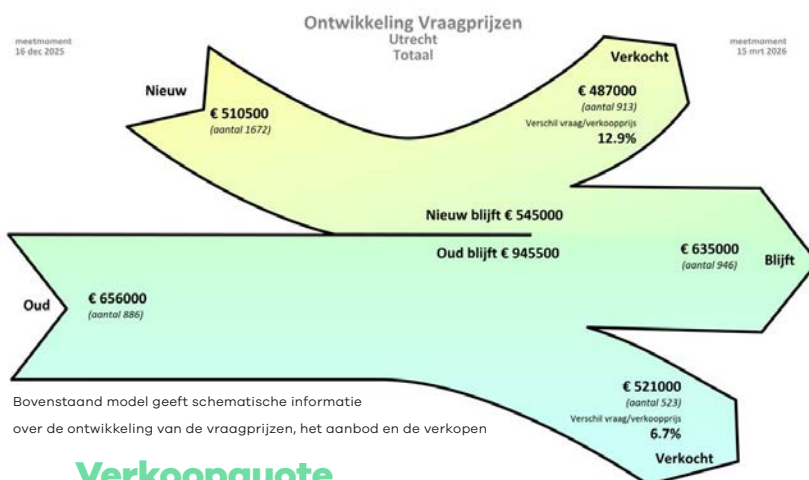 Ontwikkeling Vraagprijzen
Utrecht
Totaal
meetmoment
16 dec 2025
meetmoment
15 mrt 2026
Nieuw
€ 510500
(aantal 1672)
Verkocht
€ 487000
(aantal 913)
Verschil vraag/verkoopprijs
12.9%
Nieuw blijft € 545000
Oud blijft € 945500
€ 635000
(aantal 946)
Blijft
Oud
€ 656000
(aantal 886)
€ 521000
(aantal 523)
Verschil vraag/verkoopprijs
6.7%
Verkocht
Bovenstaand model geeft schematische informatie
over de ontwikkeling van de vraagprijzen, het aanbod en de verkopen
Verkoopquote